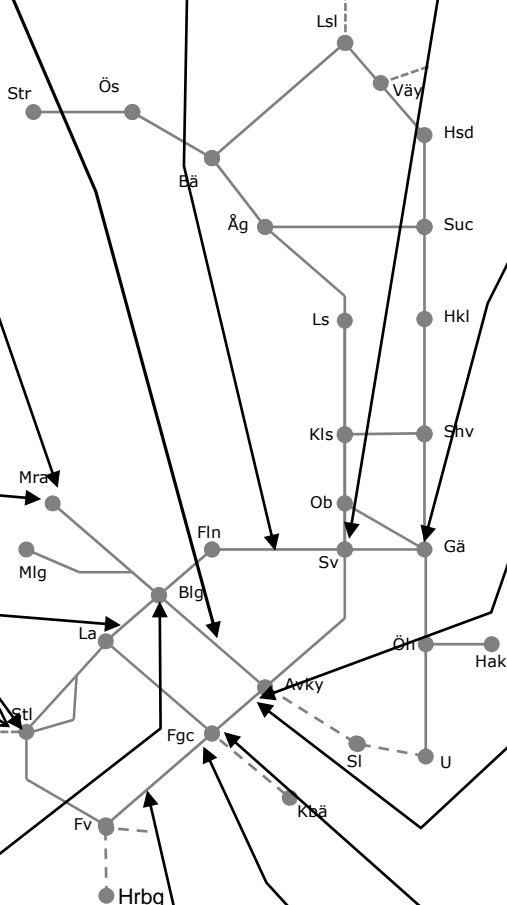 Lsl
Väy
Str
Ös
Hsd
Bä
Åg
Suc
Ls
Hkl
Kls
Shv
Mra
Ob
Fln
Sv
Gä
Mlg
Blg
La
Öh
Hak
Avky
Stl
Fgc
Sl
U
Kbä
Fv
Hrbg